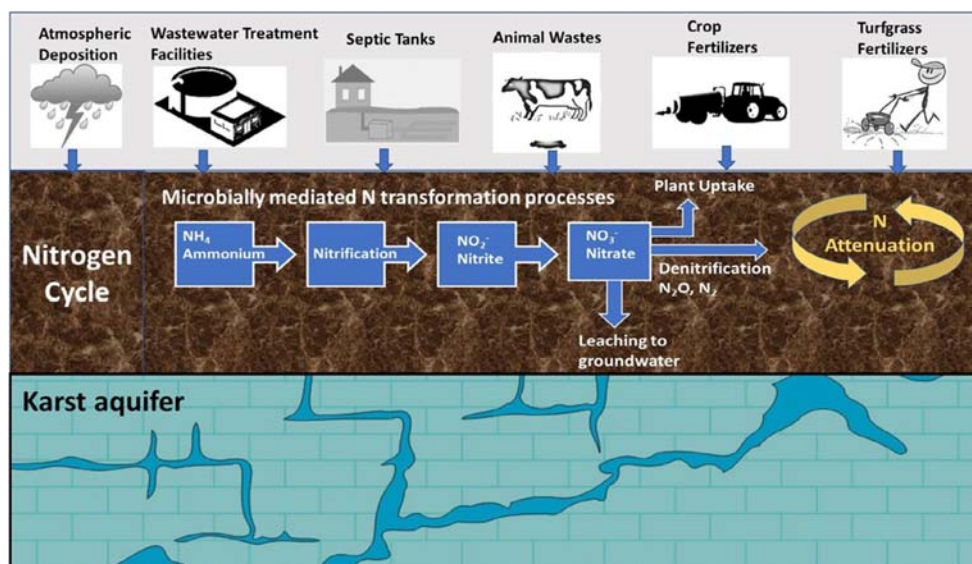 Atmospheric
Deposition
Wastewater Treatment
Facilities
Septic Tanks
Animal Wastes
Crop
Fertilizers
Turfgrass
Fertilizers
Nitrogen
Cycle
Microbially mediated N transformation processes
NH₄
Ammonium
Nitrification
NO₂⁻
Nitrite
NO₃⁻
Nitrate
Plant Uptake
Denitrification
N₂O, N₂
Leaching to
groundwater
N
Attenuation
Karst aquifer